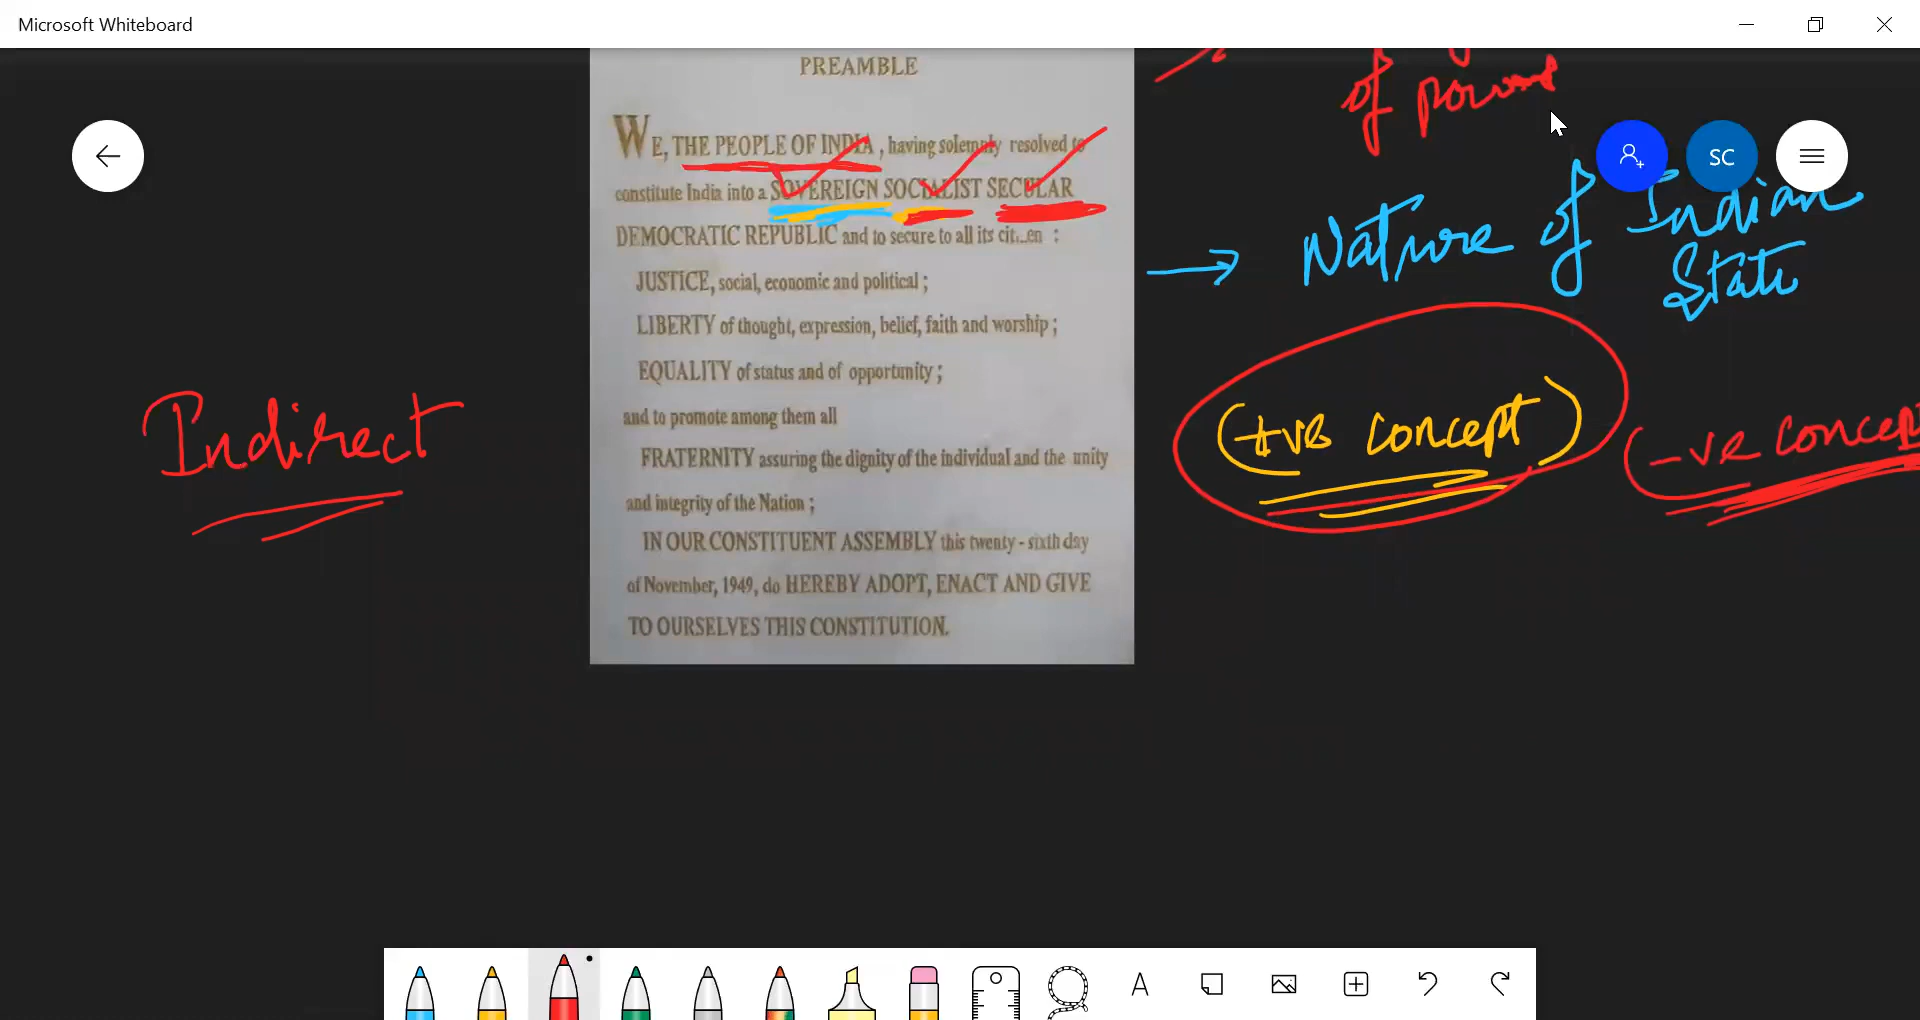 Microsoft Whiteboard
PREAMBLE
WE, THE PEOPLE OF INDIA, having solemnly resolved to
constitute India into a SOVEREIGN SOCIALIST SECULAR
DEMOCRATIC REPUBLIC and to secure to all its
JUSTICE, social, economic and political ;
LIBERTY of thought, expression, belief, faith and worship ;
EQUALITY of status and of opportunity ;
and to promote among them all
FRATERNITY assuring the dignity of the individual and the unity
and integrity of the Nation ;
IN OUR CONSTITUENT ASSEMBLY this twenty - sixth day
of November, 1949, do HEREBY ADOPT, ENACT AND GIVE
TO OURSELVES THIS CONSTITUTION.
of power
SC
→ Nature of Indian
State
(+ve concept)
(-ve concept
Indirect
A